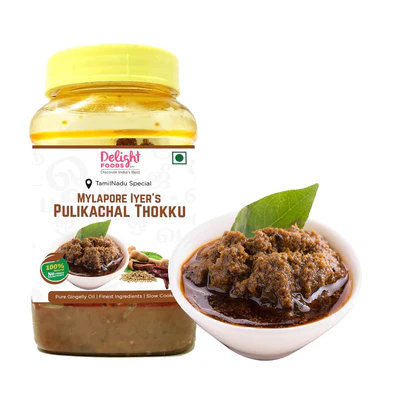 Delight
FOODS
Discover India's Best
TamilNadu Special
MYLAPORE IYER'S
PULIKACHAL THOKKU
100%
Pure Gingelly Oil | Finest Ingredients | Slow Cooked